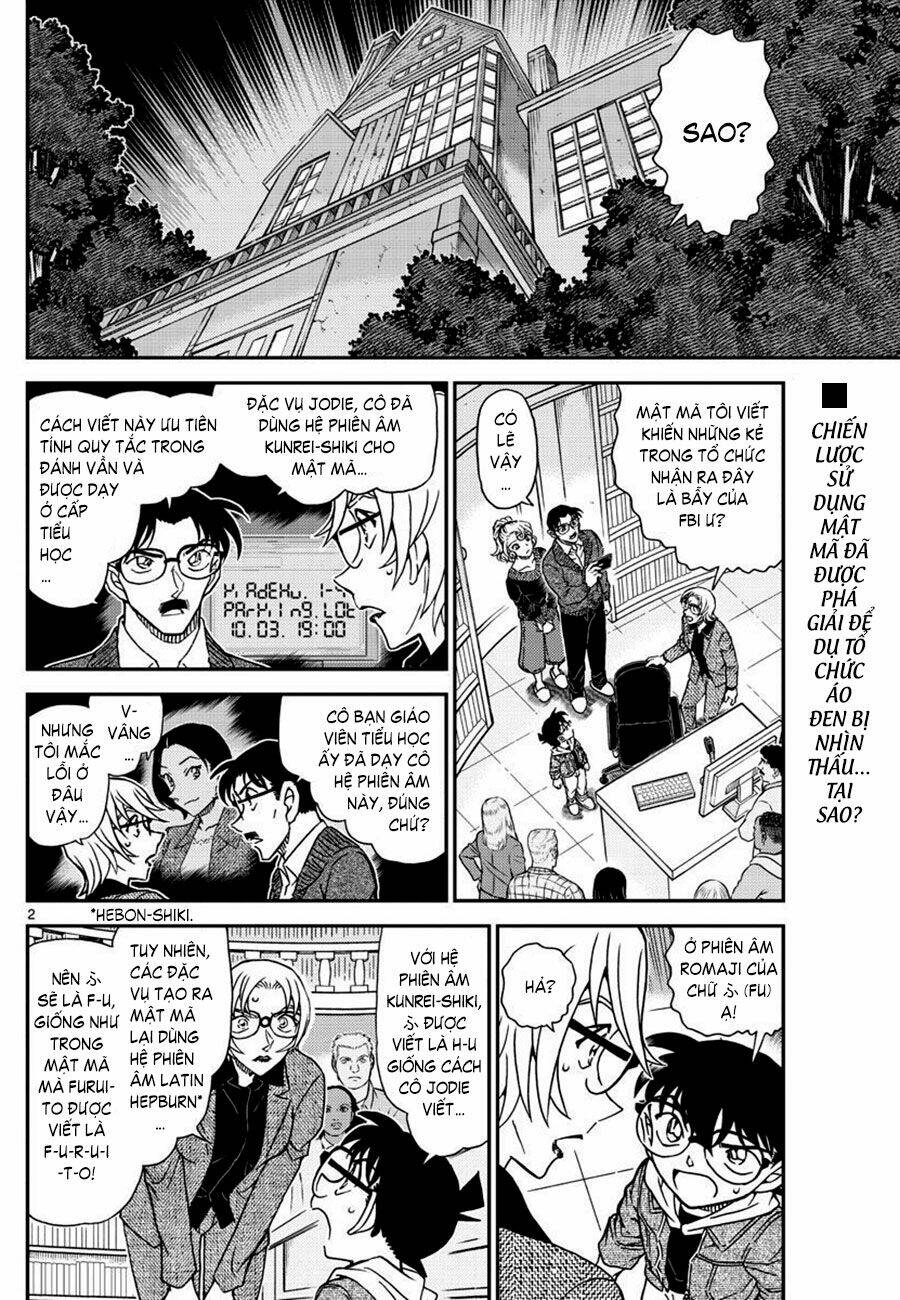 SAO?
CHIẾN
LƯỢC
SỬ
DỤNG
MẬT
MÃ ĐÃ
ĐƯỢC
PHÁ
GIẢI ĐỂ
DỤ TỔ
CHỨC
ÁO
ĐEN BỊ
NHÌN
THẤU...
TẠI
SAO?
MẬT MÃ TÔI VIẾT
KHIẾN NHỮNG KẺ
TRONG TỔ CHỨC
NHẬN RA ĐÂY
LÀ BẪY CỦA
FBI Ư?
CÓ
LẼ
VẬY
...
ĐẶC VỤ JODIE, CÔ ĐÃ
DÙNG HỆ PHIÊN ÂM
KUNREI-SHIKI CHO
MẬT MÃ...
CÁCH VIẾT NÀY ƯU TIÊN
TÍNH QUY TẮC TRONG
ĐÁNH VẦN VÀ
ĐƯỢC DẠY
Ở CẤP
TIỂU
HỌC
...
PArKing. LOt
10. 03. 19:00
CÔ BẠN GIÁO
VIÊN TIỂU HỌC
ẤY ĐÃ DẠY CÔ
HỆ PHIÊN ÂM
NÀY, ĐÚNG
CHỨ?
V-
VÂNG...
NHƯNG
TÔI MẮC
LỖI Ở
ĐÂU
VẬY...
2
*HEBON-SHIKI.
Ở PHIÊN ÂM
ROMAJI CỦA
CHỮ ふ (FU)
Ạ!
HẢ?
VỚI HỆ
PHIÊN ÂM
KUNREI-SHIKI,
ふ ĐƯỢC
VIẾT LÀ H-U
GIỐNG CÁCH
CÔ JODIE
VIẾT...
TUY NHIÊN,
CÁC ĐẶC
VỤ TẠO RA
MẬT MÃ
LẠI DÙNG
HỆ PHIÊN
ÂM LATIN
HEPBURN*
...
NÊN ふ
SẼ LÀ F-U,
GIỐNG NHƯ
TRONG
MẬT MÃ
MÀ FURUI-
TO ĐƯỢC
VIẾT LÀ
F-U-R-U-I
-T-O!